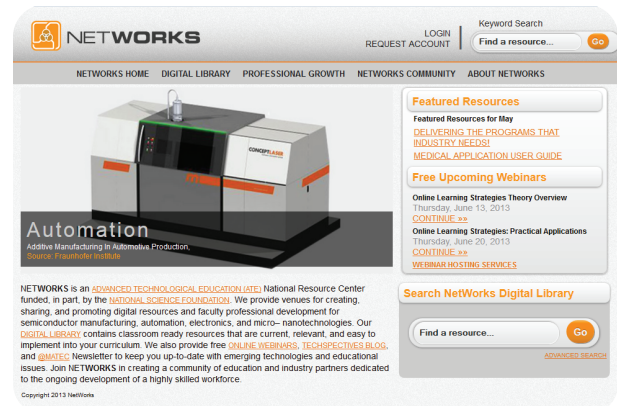 NETWORKS
LOGIN
REQUEST ACCOUNT
Keyword Search
Find a resource...
Go
NETWORKS HOME DIGITAL LIBRARY PROFESSIONAL GROWTH NETWORKS COMMUNITY ABOUT NETWORKS
CONCEPTLASER
Automation
Additive Manufacturing In Automotive Production,
Source: Fraunhofer Institute
Featured Resources
Featured Resources for May
DELIVERING THE PROGRAMS THAT
INDUSTRY NEEDS!
MEDICAL APPLICATION USER GUIDE
Free Upcoming Webinars
Online Learning Strategies Theory Overview
Thursday, June 13, 2013
CONTINUE »»
Online Learning Strategies: Practical Applications
Thursday, June 20, 2013
CONTINUE »»
WEBINAR HOSTING SERVICES
NETWORKS is an ADVANCED TECHNOLOGICAL EDUCATION (ATE) National Resource Center
funded, in part, by the NATIONAL SCIENCE FOUNDATION. We provide venues for creating,
sharing, and promoting digital resources and faculty professional development for
semiconductor manufacturing, automation, electronics, and micro– nanotechnologies. Our
DIGITAL LIBRARY contains classroom ready resources that are current, relevant, and easy to
implement into your curriculum. We also provide free ONLINE WEBINARS, TECHSPECTIVES BLOG,
and @MATEC Newsletter to keep you up-to-date with emerging technologies and educational
issues. Join NETWORKS in creating a community of education and industry partners dedicated
to the ongoing development of a highly skilled workforce.
Search NetWorks Digital Library
Find a resource...
Go
ADVANCED SEARCH
Copyright 2013 NetWorks